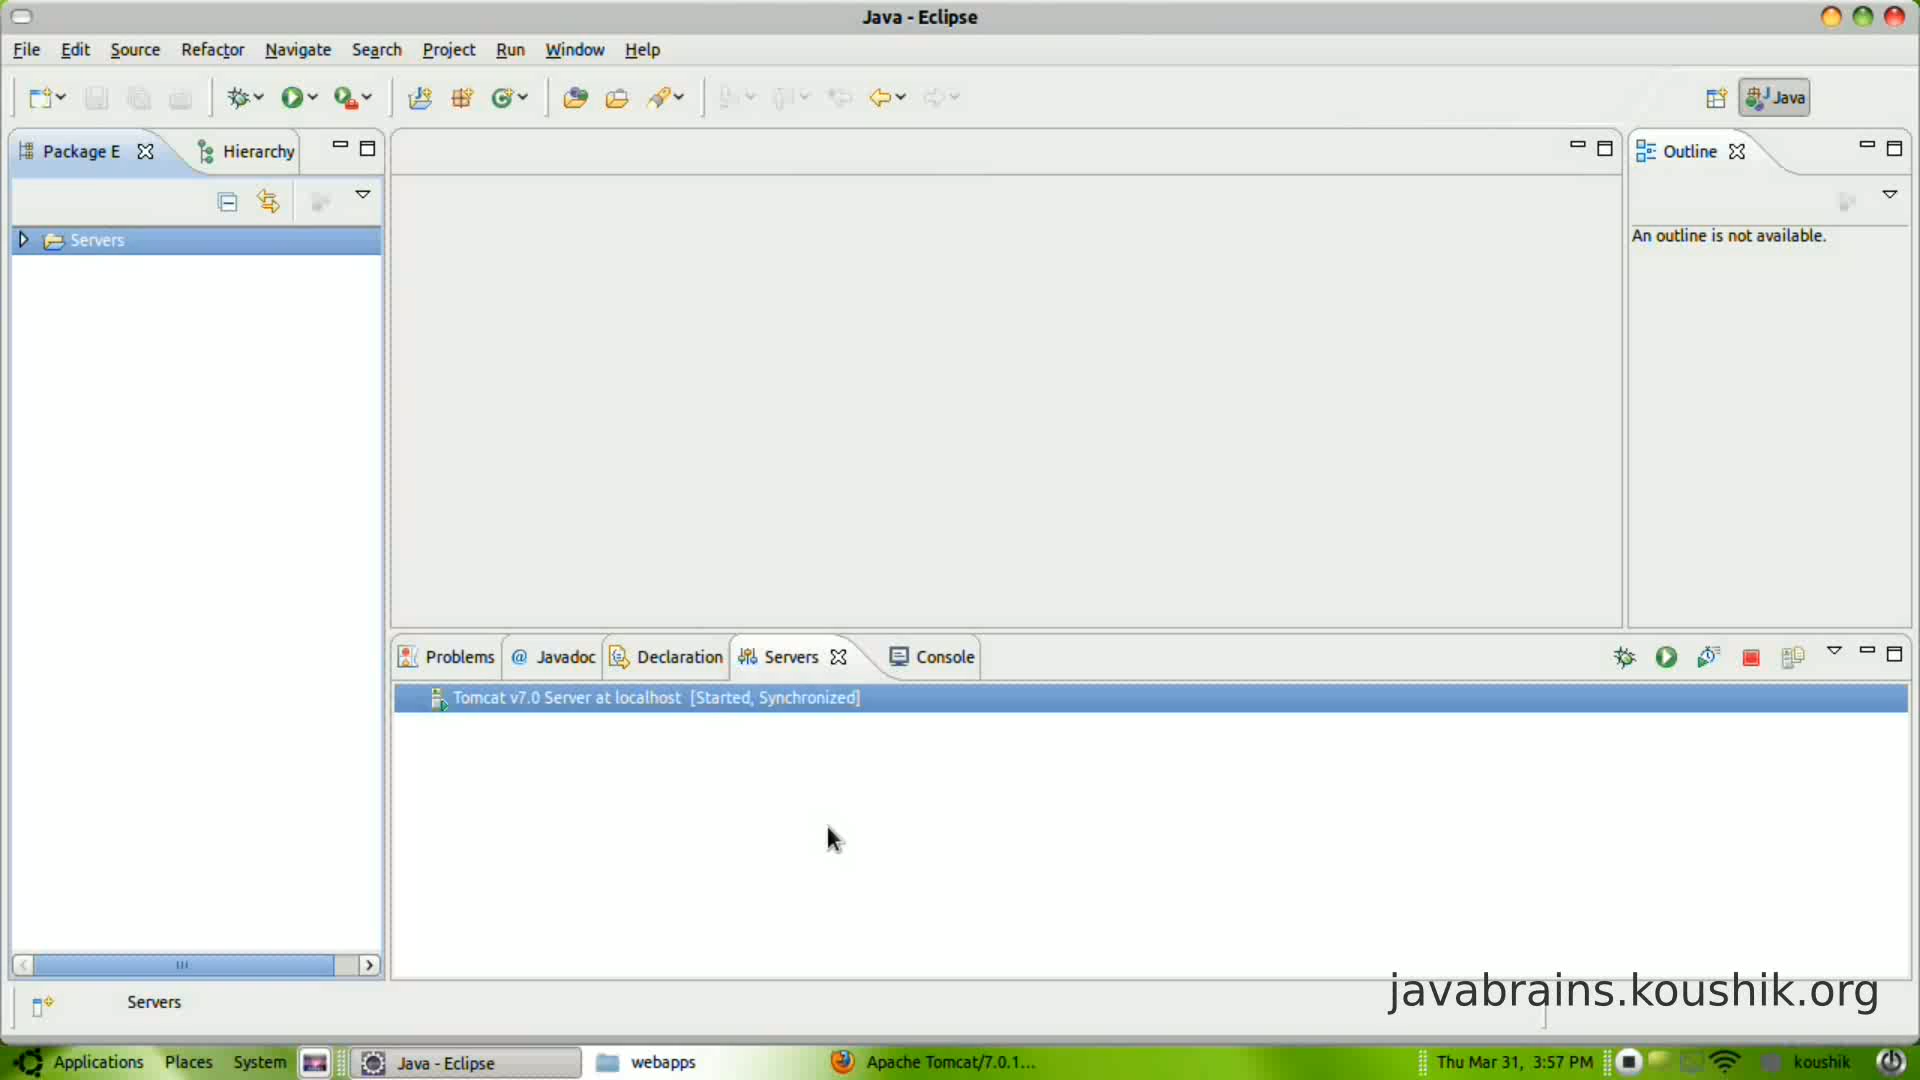 Java - Eclipse
File Edit Source Refactor Navigate Search Project Run Window Help
Java
Package E Hierarchy
Outline
Servers
An outline is not available.
Problems @ Javadoc Declaration Servers Console
Tomcat v7.0 Server at localhost [Started, Synchronized]
javabrains.koushik.org
Servers
Applications Places System Java - Eclipse webapps Apache Tomcat/7.0.1... Thu Mar 31, 3:57 PM koushik